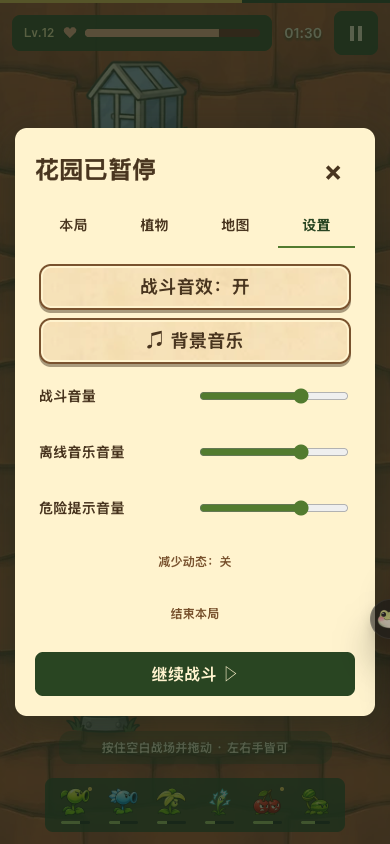 Lv.12
01:30
花园已暂停
本局
植物
地图
设置
战斗音效：开
背景音乐
战斗音量
离线音乐音量
危险提示音量
减少动态：关
结束本局
继续战斗
按住空白战场并拖动 · 左右手皆可